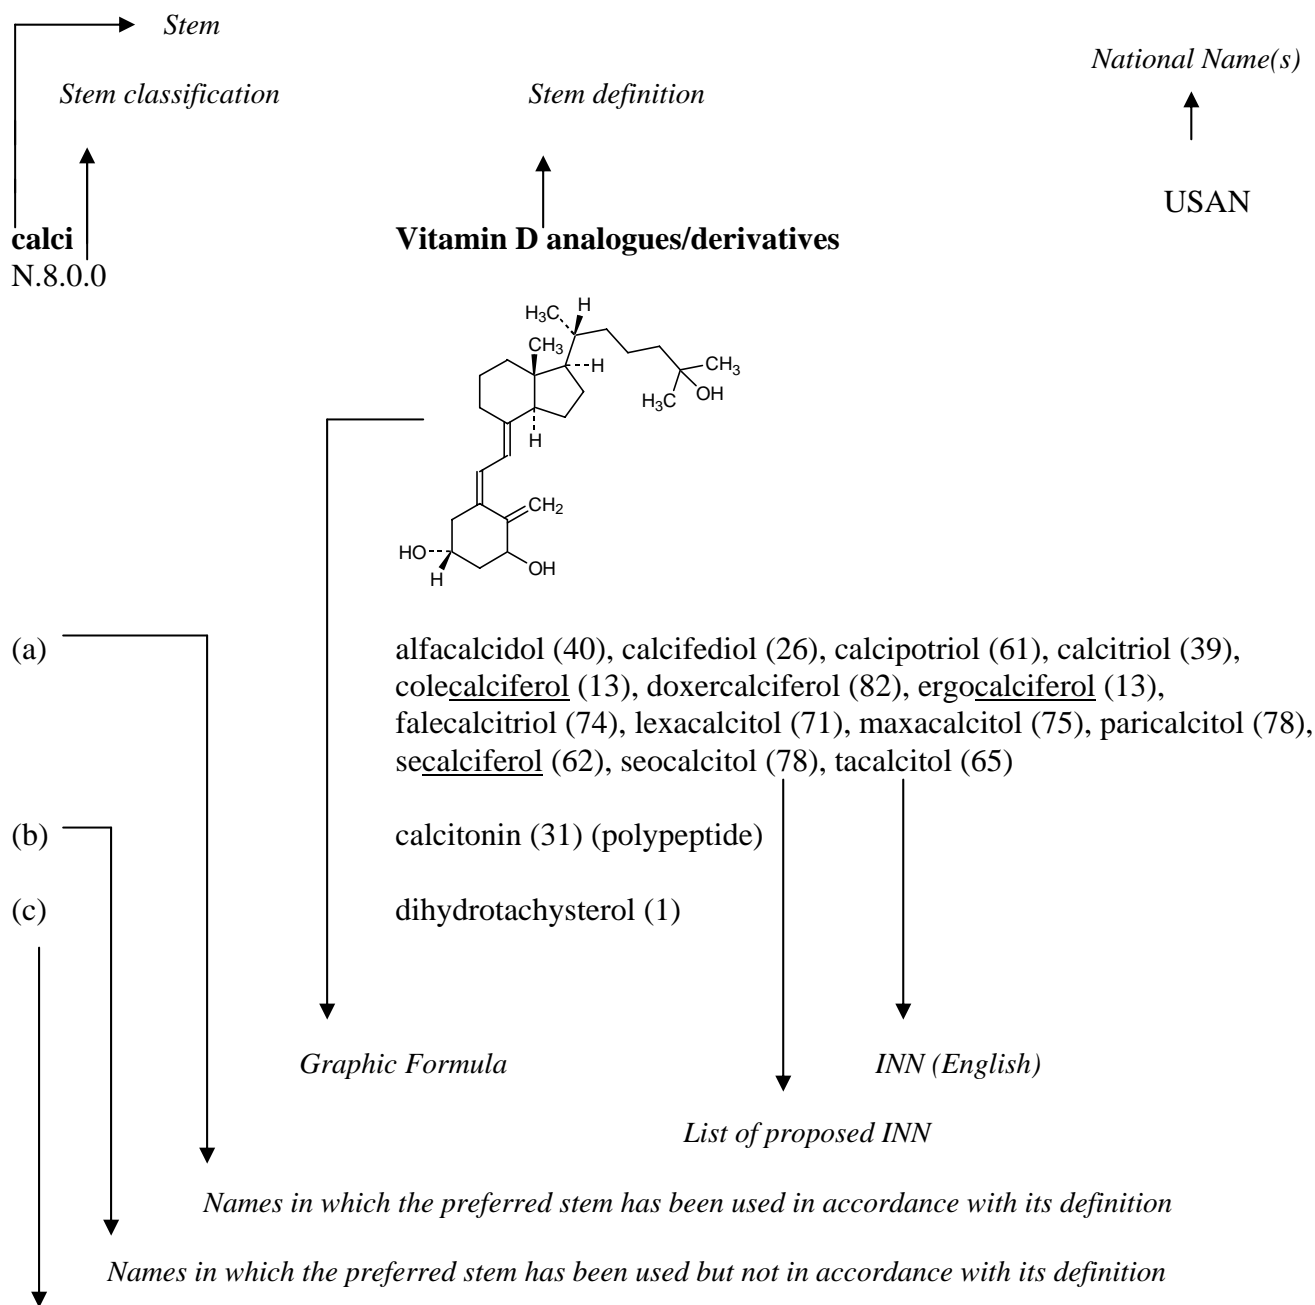 Stem
National Name(s)
Stem classification
Stem definition
USAN
calci
Vitamin D analogues/derivatives
N.8.0.0
H
H3C
CH3
H
CH3
OH
H3C
H
CH2
HO
H
OH
(a)
alfacalcidol (40), calcifediol (26), calcipotriol (61), calcitriol (39),
colecalciferol (13), doxercalciferol (82), ergocalciferol (13),
falecalcitriol (74), lexacalcitol (71), maxacalcitol (75), paricalcitol (78),
secalciferol (62), seocalcitol (78), tacalcitol (65)
(b)
calcitonin (31) (polypeptide)
(c)
dihydrotachysterol (1)
Graphic Formula
INN (English)
List of proposed INN
Names in which the preferred stem has been used in accordance with its definition
Names in which the preferred stem has been used but not in accordance with its definition